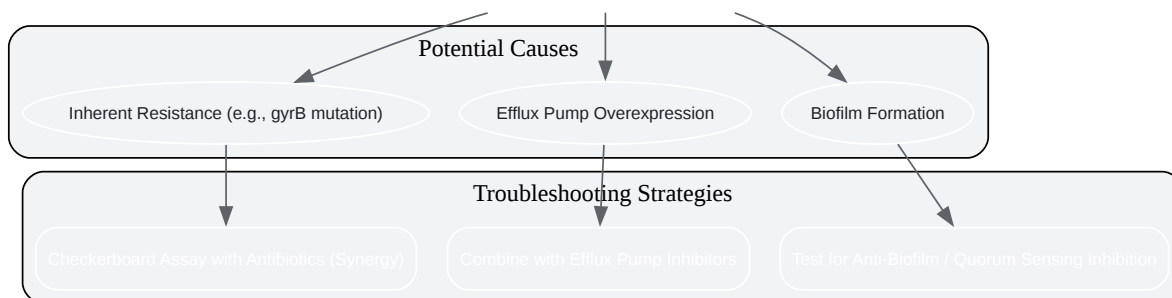 Potential Causes
Inherent Resistance (e.g., gyrB mutation)
Efflux Pump Overexpression
Biofilm Formation
Troubleshooting Strategies
Checkerboard Assay with Antibiotics (Synergy)
Combine with Efflux Pump Inhibitors
Test for Anti-Biofilm / Quorum Sensing Inhibition